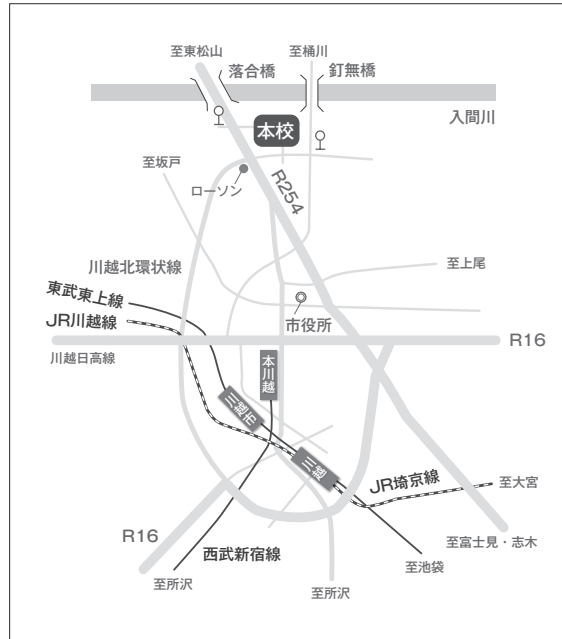 至東松山
落合橋
至桶川
釘無橋
入間川
本校
至坂戸
ローソン
R254
川越北環状線
至上尾
東武東上線
市役所
JR川越線
R16
川越日高線
本川越
川越市
川越
JR埼京線
至大宮
R16
西武新宿線
至富士見・志木
至池袋
至所沢
至所沢